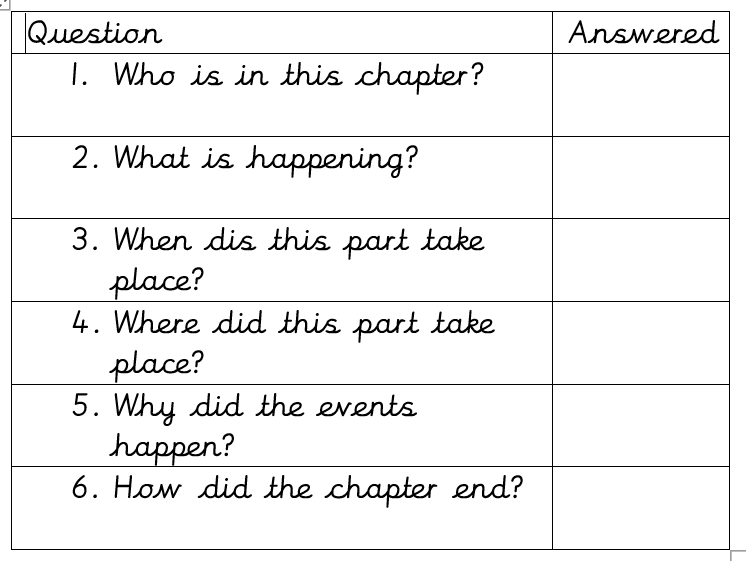 Question Answered
1. Who is in this chapter?
2. What is happening?
3. When dis this part take
place?
4. Where did this part take
place?
5. Why did the events
happen?
6. How did the chapter end?